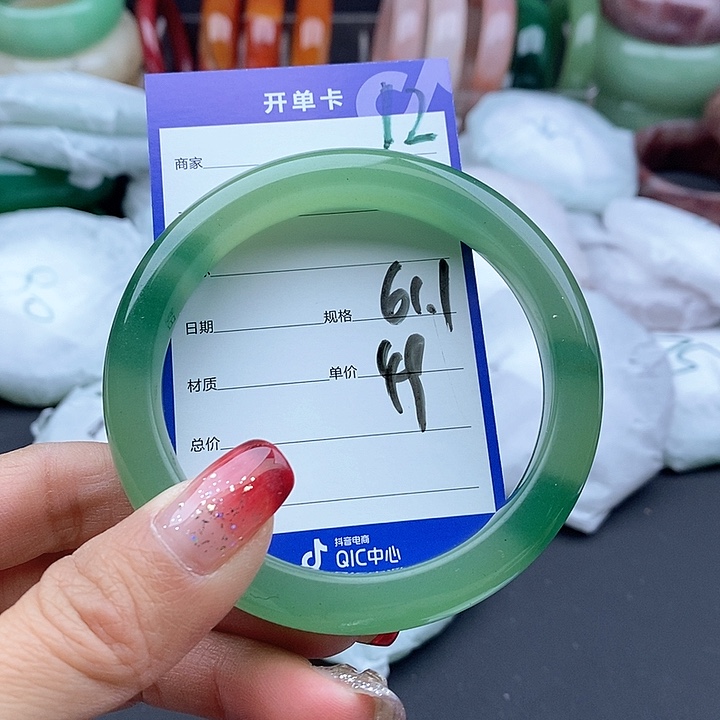 开单卡
12
商家
日期 规格 61.1
材质 单价 44
总价
抖音电商
QIC中心